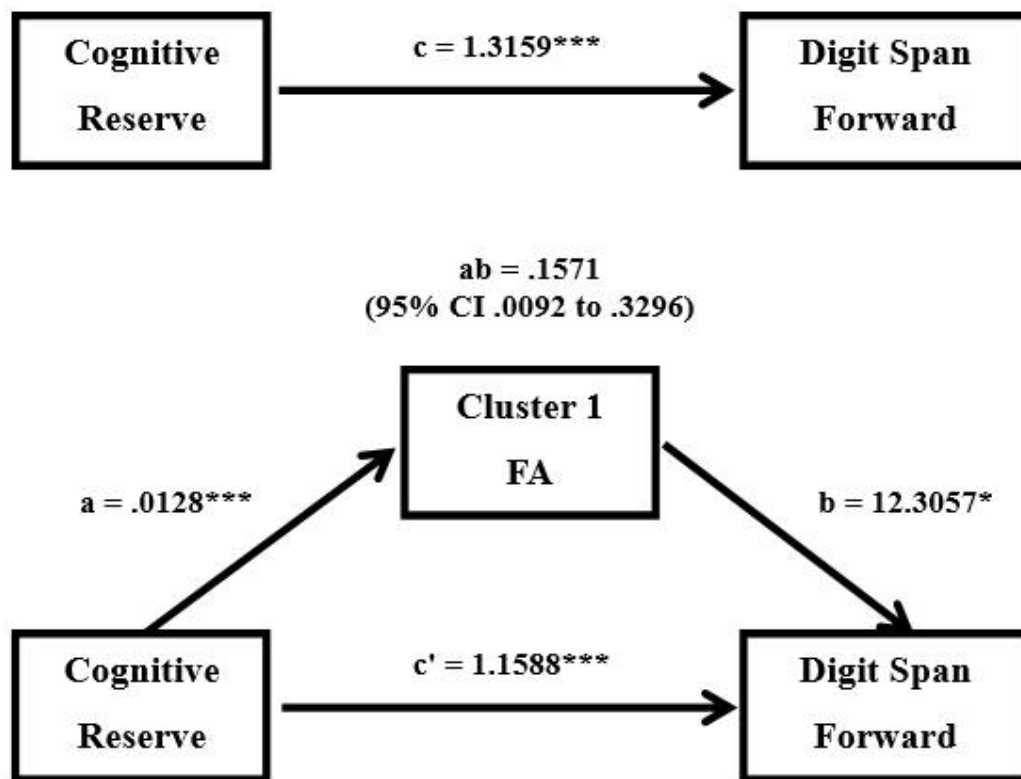 Cognitive
Reserve
c = 1.3159***
Digit Span
Forward
ab = .1571
(95% CI .0092 to .3296)
Cluster 1
FA
a = .0128***
b = 12.3057*
Cognitive
Reserve
c' = 1.1588***
Digit Span
Forward